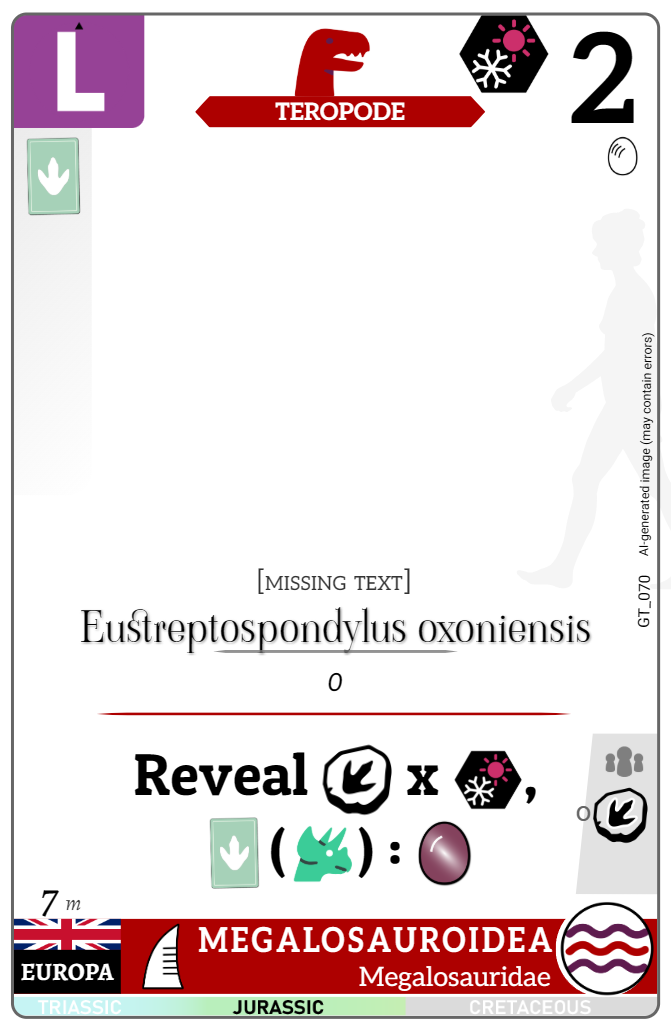 L
TEROPODE
2
AI-generated image (may contain errors)
GT_070
[MISSING TEXT]
Eustreptospondylus oxoniensis
0
Reveal x ,
( ) :
O
7 m
EUROPA
MEGALOSAUROIDEA
Megalosauridae
TRIASSIC JURASSIC CRETACEOUS